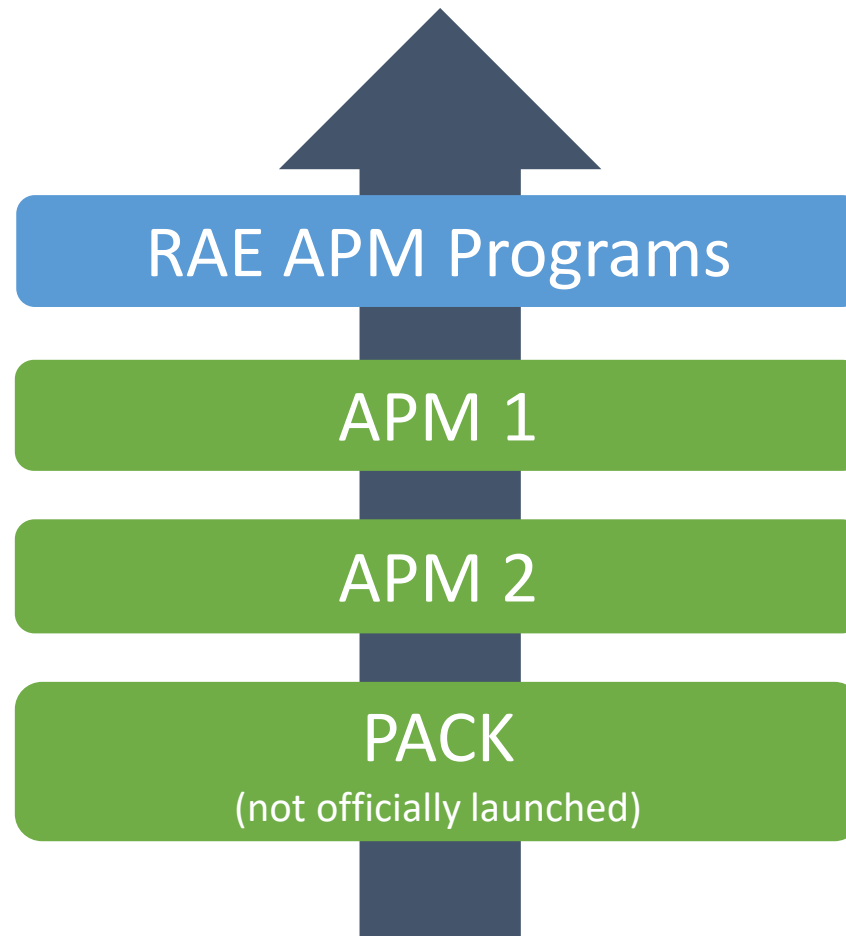 RAE APM Programs
APM 1
APM 2
PACK
(not officially launched)